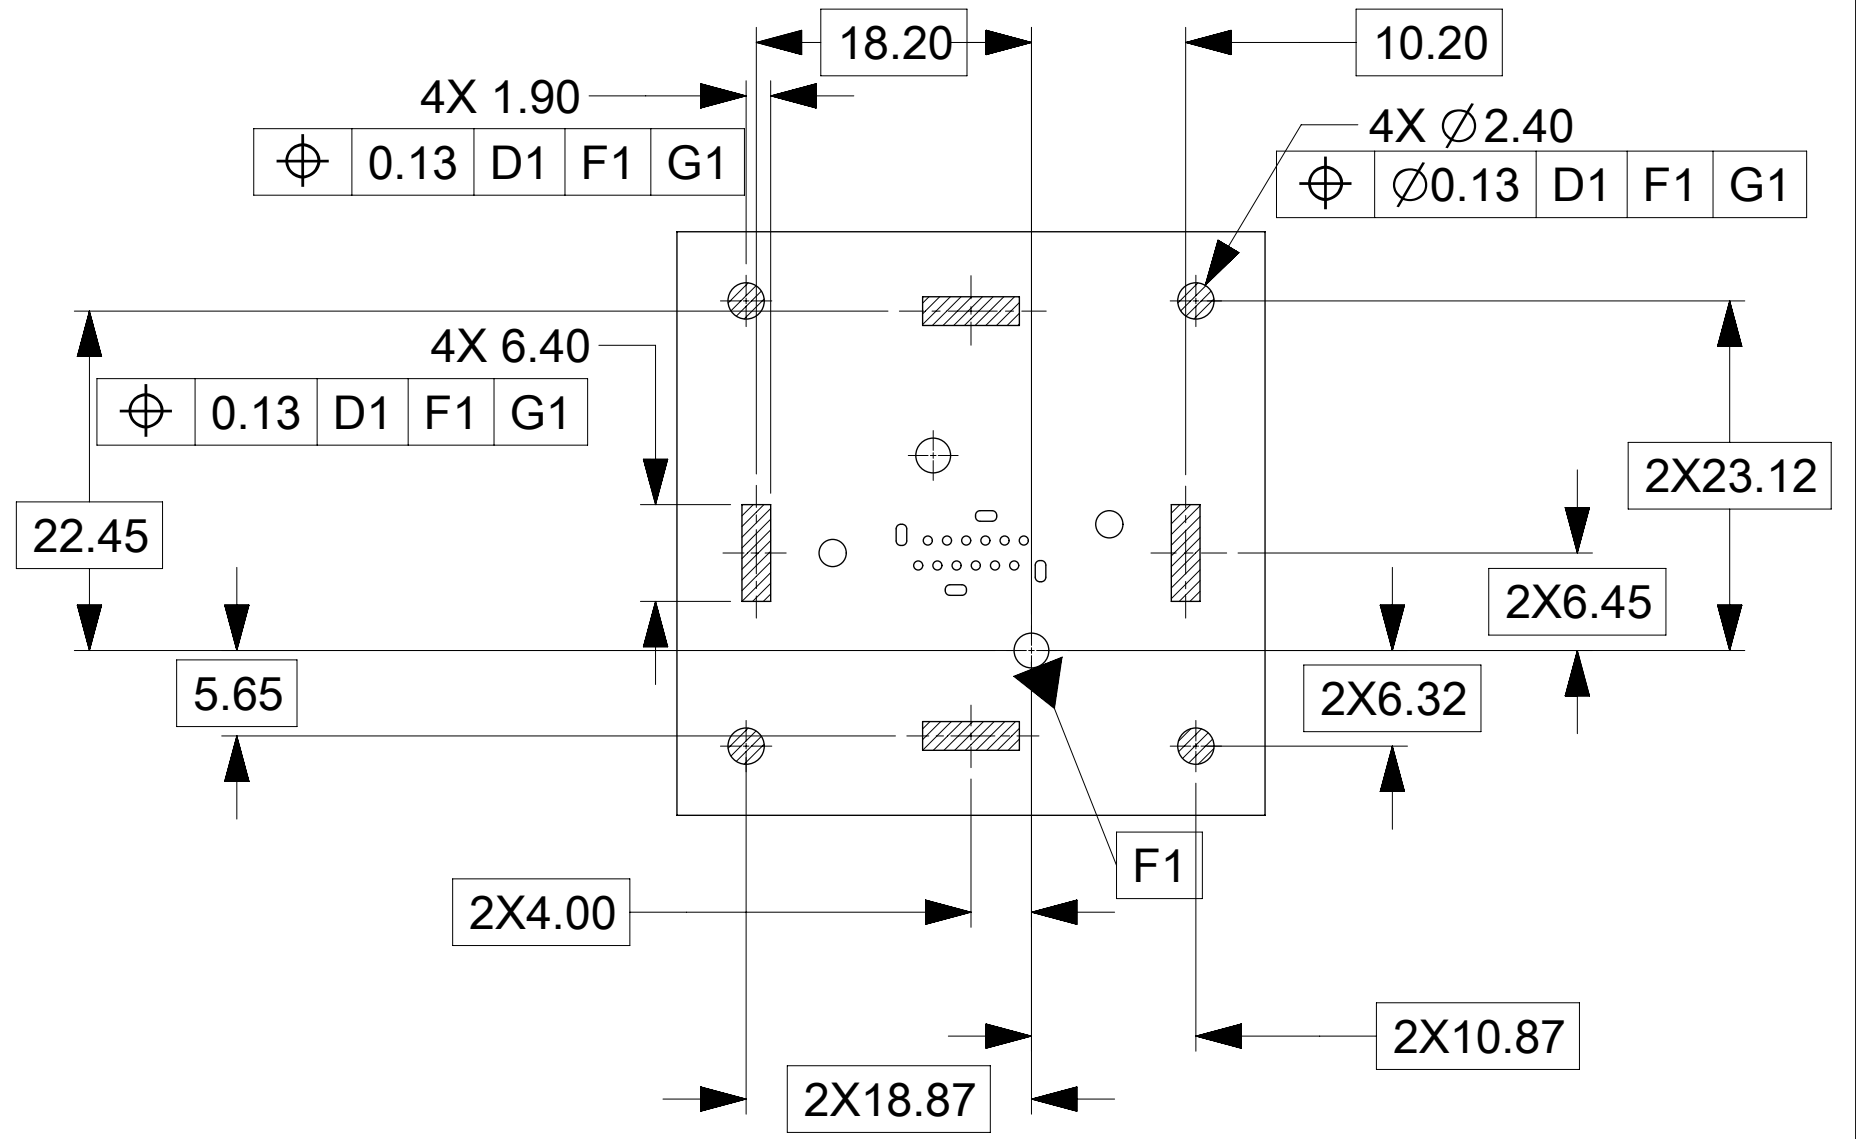 18.20
10.20
4X 1.90
⌖ 0.13 D1 F1 G1
4X ∅2.40
⌖ ∅0.13 D1 F1 G1
4X 6.40
⌖ 0.13 D1 F1 G1
2X23.12
22.45
2X6.45
5.65
2X6.32
F1
2X4.00
2X10.87
2X18.87